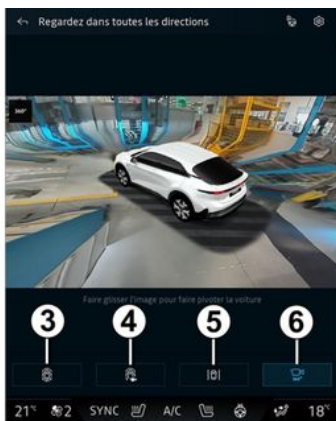 Regardez dans toutes les directions
360°
Faire glisser l'image pour faire pivoter la voiture
3 4 5 6
360°
21°c 2 SYNC A/C 18°c